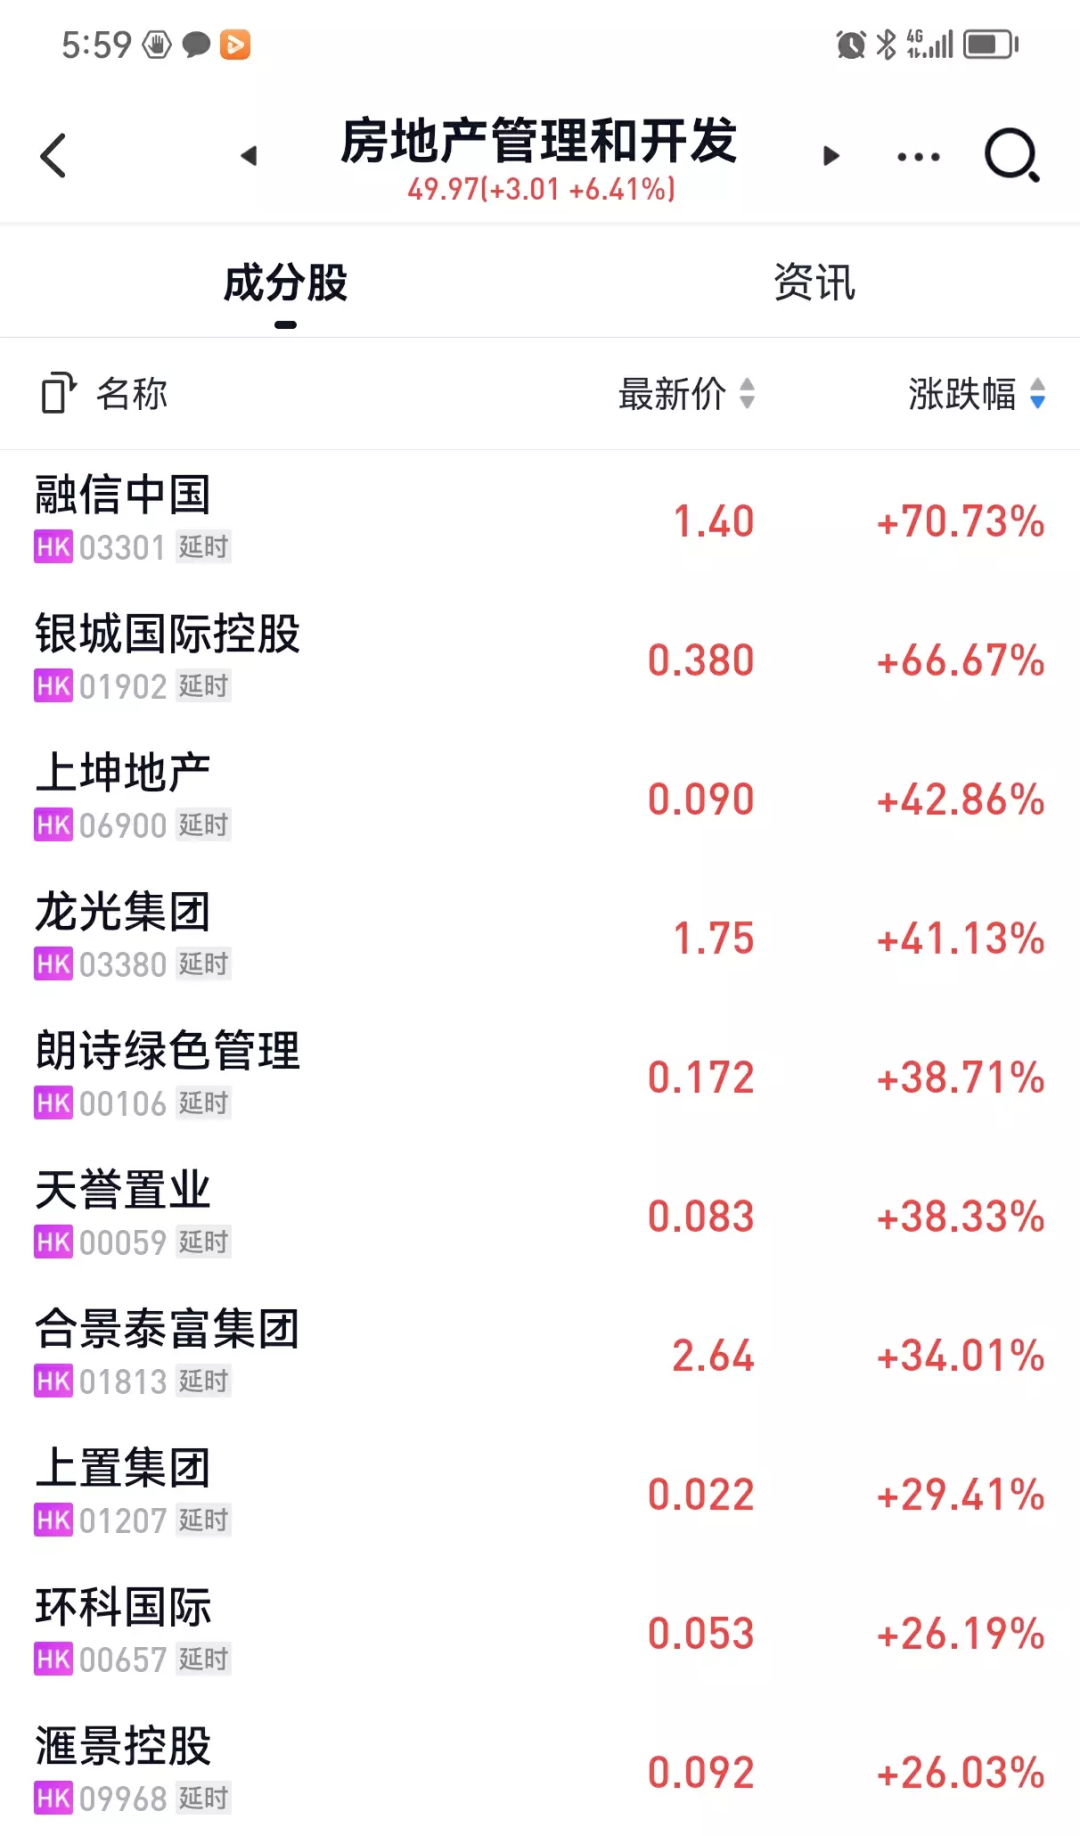 5:59
4G
房地产管理和开发
49.97(+3.01 +6.41%)
成分股 资讯
名称 最新价 涨跌幅
融信中国
1.40 +70.73%
HK 03301 延时
银城国际控股
0.380 +66.67%
HK 01902 延时
上坤地产
0.090 +42.86%
HK 06900 延时
龙光集团
1.75 +41.13%
HK 03380 延时
朗诗绿色管理
0.172 +38.71%
HK 00106 延时
天誉置业
0.083 +38.33%
HK 00059 延时
合景泰富集团
2.64 +34.01%
HK 01813 延时
上置集团
0.022 +29.41%
HK 01207 延时
环科国际
0.053 +26.19%
HK 00657 延时
滙景控股
0.092 +26.03%
HK 09968 延时